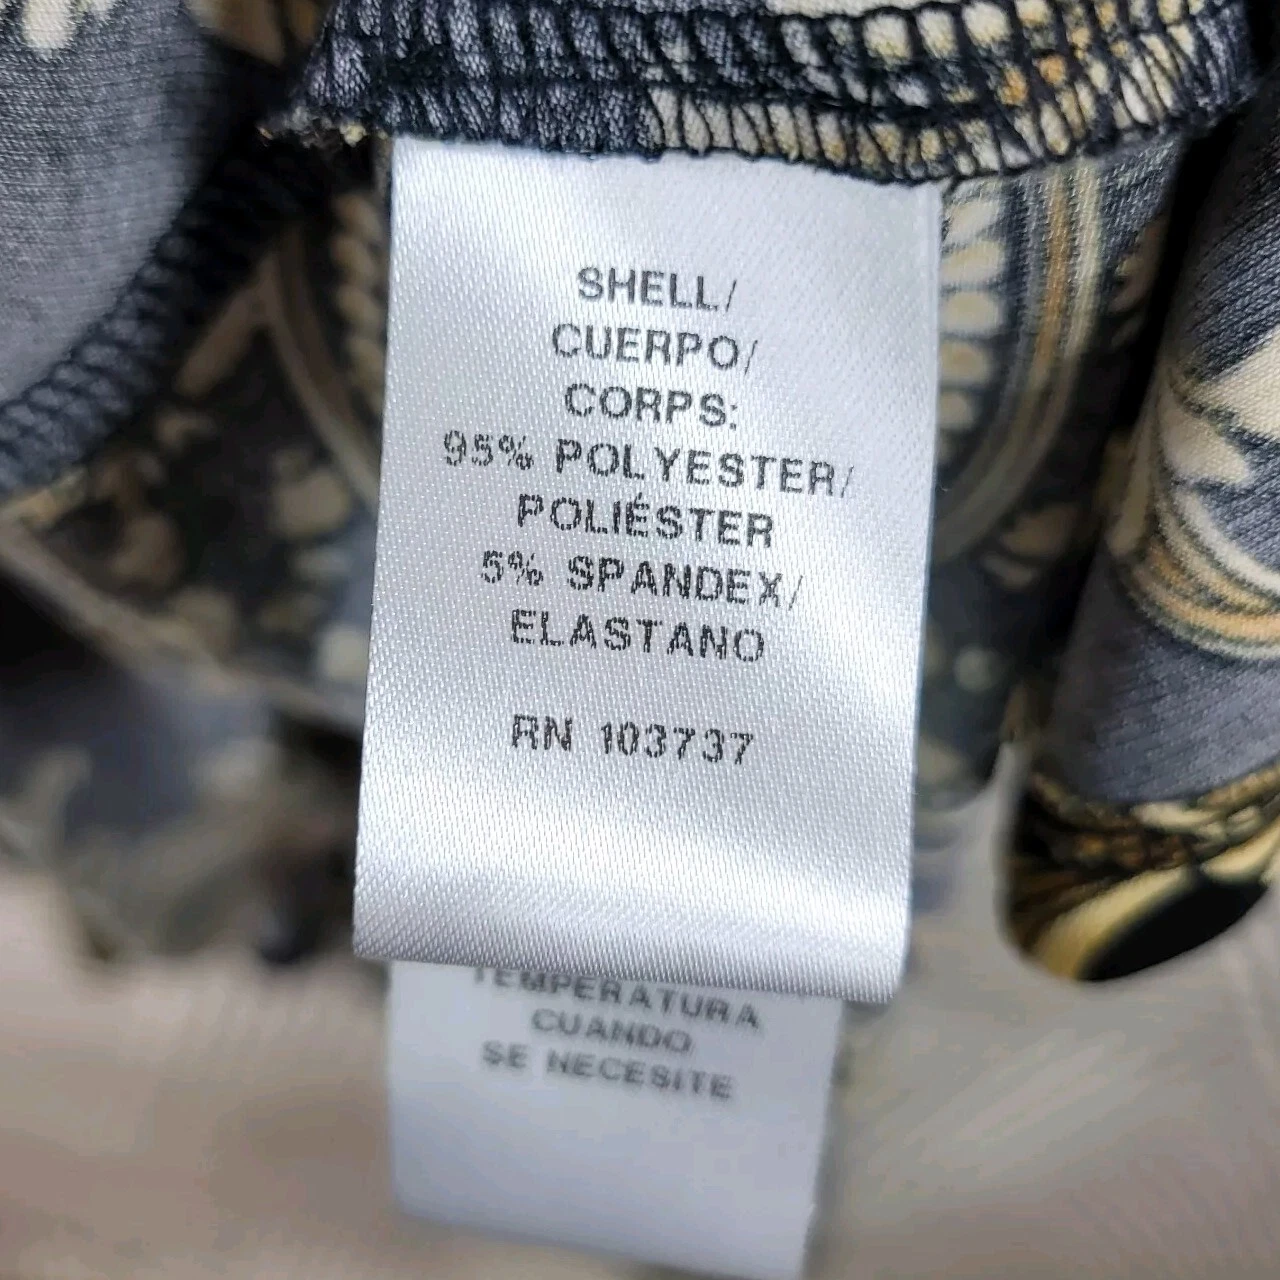 SHELL/
CUERPO/
CORPS:
95% POLYESTER/
POLIÉSTER
5% SPANDEX/
ELASTANO
RN 103737
TEMPERATURA
CUANDO
SE NECESITE